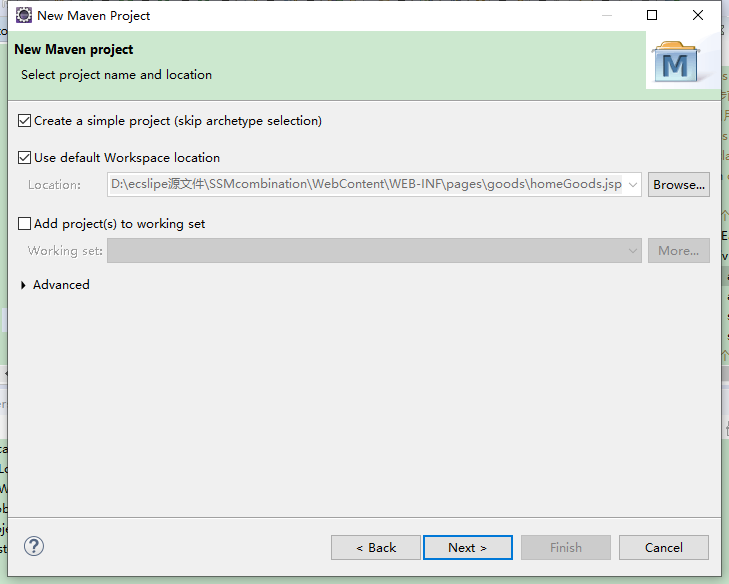 New Maven Project
New Maven project
Select project name and location
M
Create a simple project (skip archetype selection)
Use default Workspace location
Location:
D:\ecslipe源文件\SSMcombination\WebContent\WEB-INF\pages\goods\homeGoods.jsp
Browse...
Add project(s) to working set
Working set:
More...
Advanced
?
< Back
Next >
Finish
Cancel